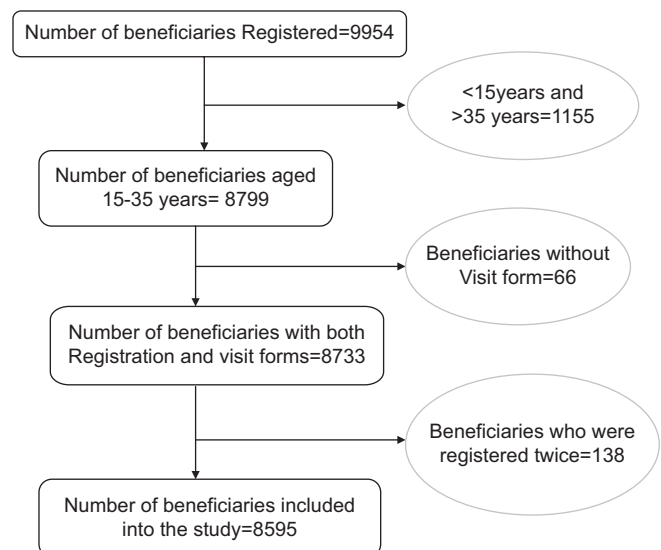 Number of beneficiaries Registered=9954
<15years and
>35 years=1155
Number of beneficiaries aged
15-35 years= 8799
Beneficiaries without
Visit form=66
Number of beneficiaries with both
Registration and visit forms=8733
Beneficiaries who were
registered twice=138
Number of beneficiaries included
into the study=8595